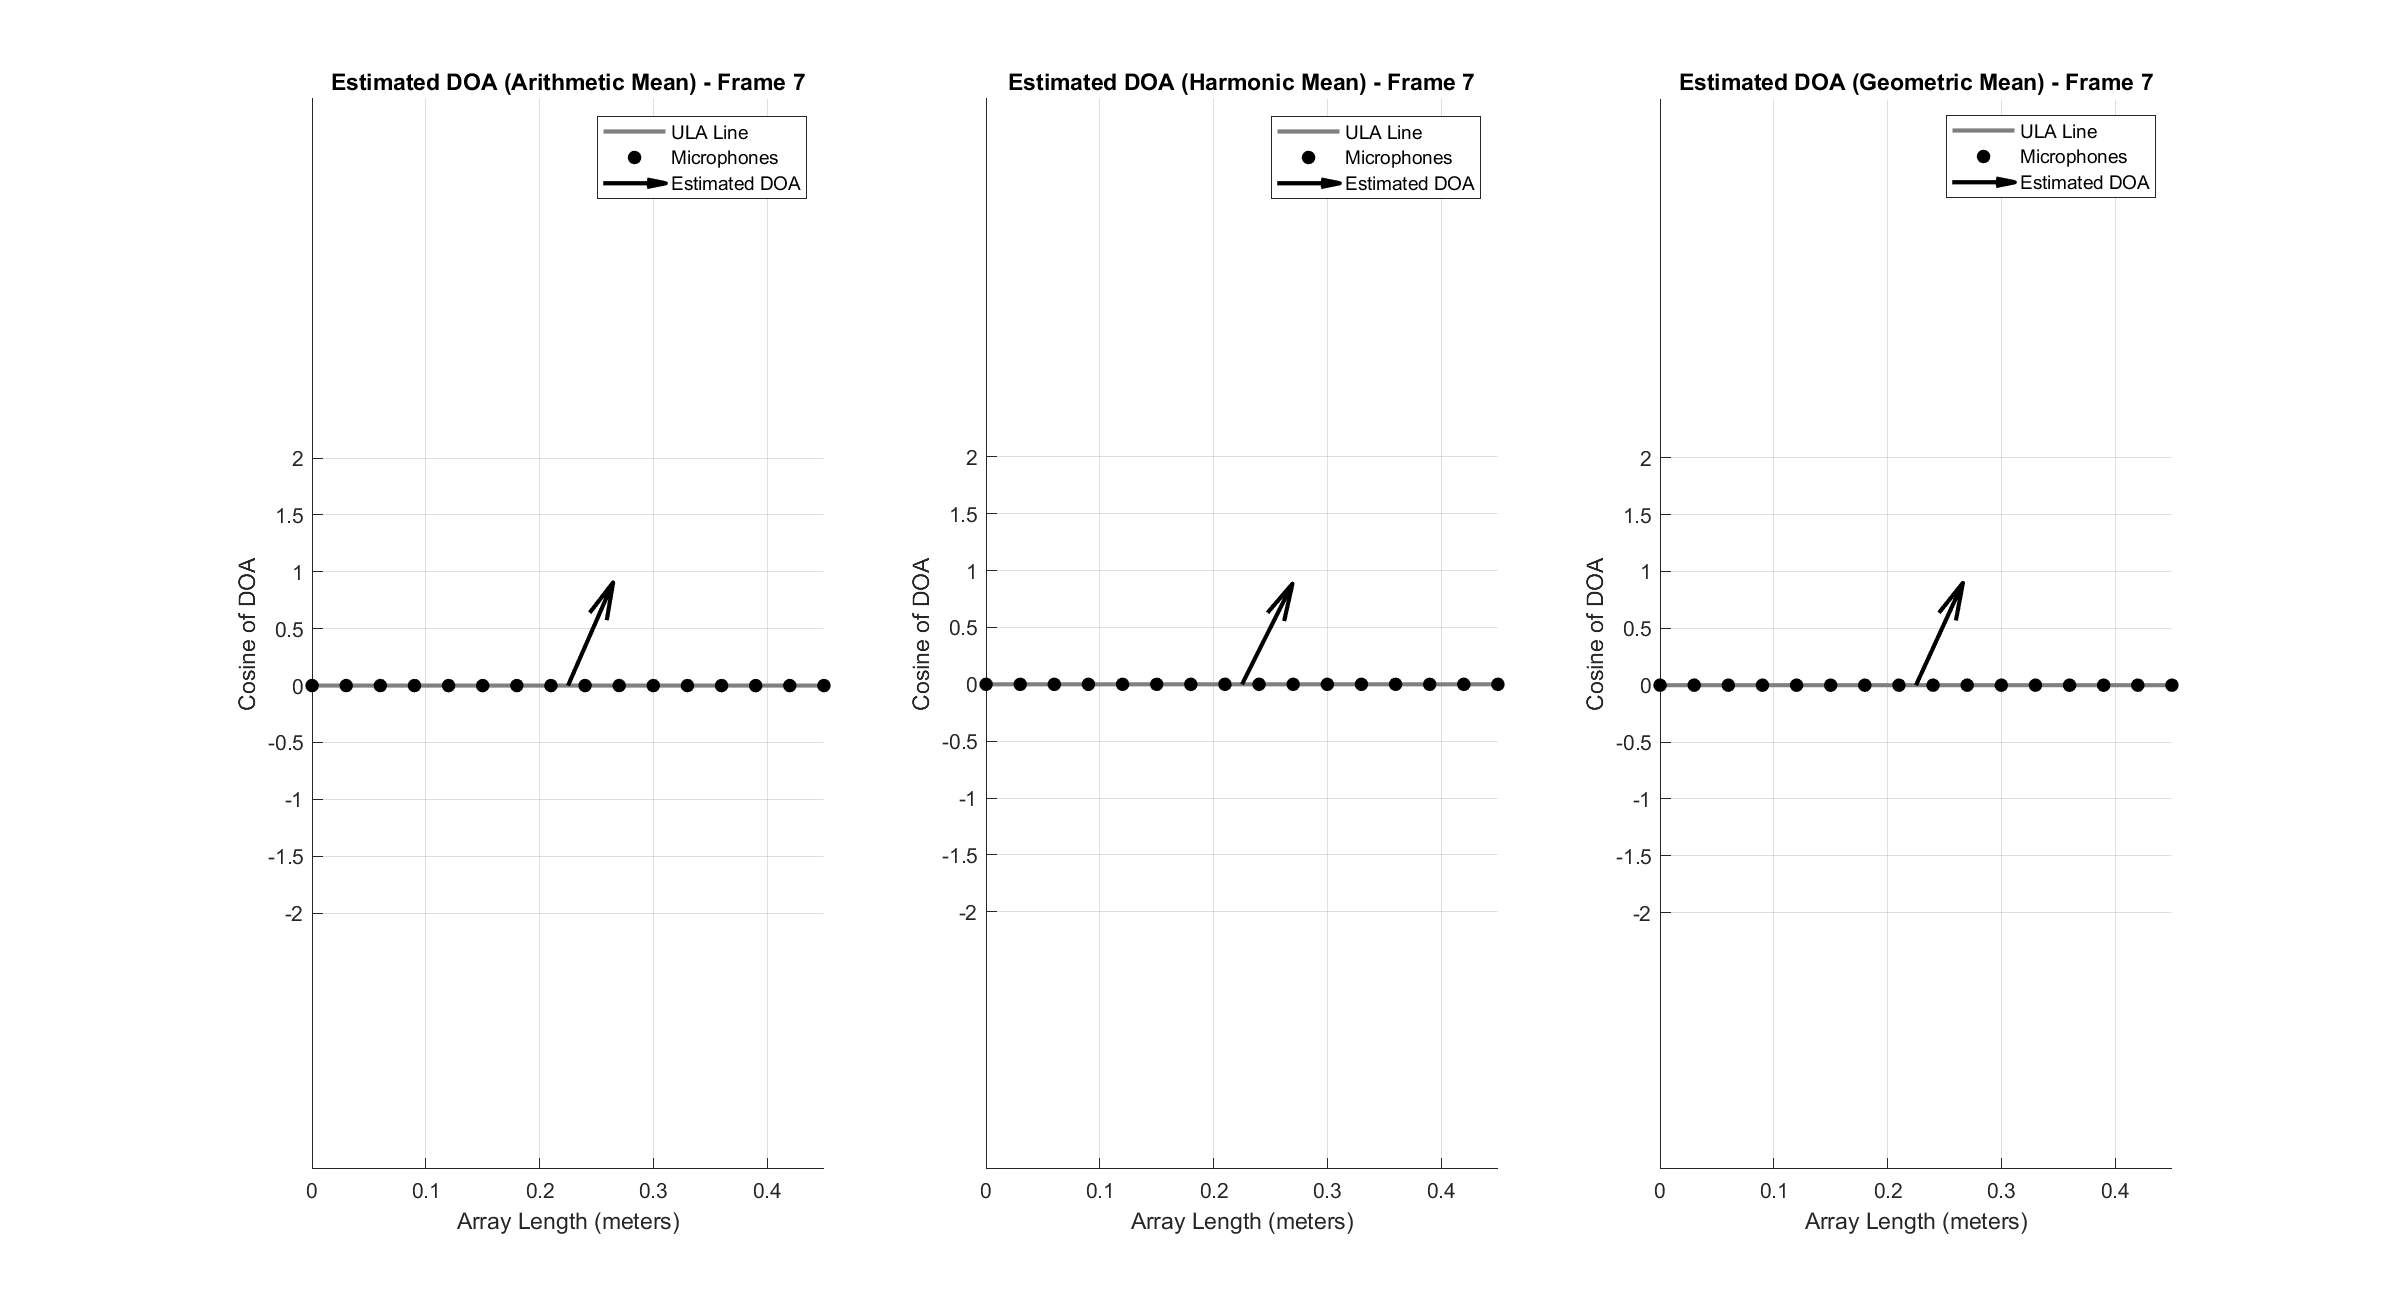 Estimated DOA (Arithmetic Mean) - Frame 7
ULA Line
Microphones
Estimated DOA
2
1.5
1
0.5
0
-0.5
-1
-1.5
-2
Cosine of DOA
0 0.1 0.2 0.3 0.4
Array Length (meters)
Estimated DOA (Harmonic Mean) - Frame 7
ULA Line
Microphones
Estimated DOA
2
1.5
1
0.5
0
-0.5
-1
-1.5
-2
Cosine of DOA
0 0.1 0.2 0.3 0.4
Array Length (meters)
Estimated DOA (Geometric Mean) - Frame 7
ULA Line
Microphones
Estimated DOA
2
1.5
1
0.5
0
-0.5
-1
-1.5
-2
Cosine of DOA
0 0.1 0.2 0.3 0.4
Array Length (meters)